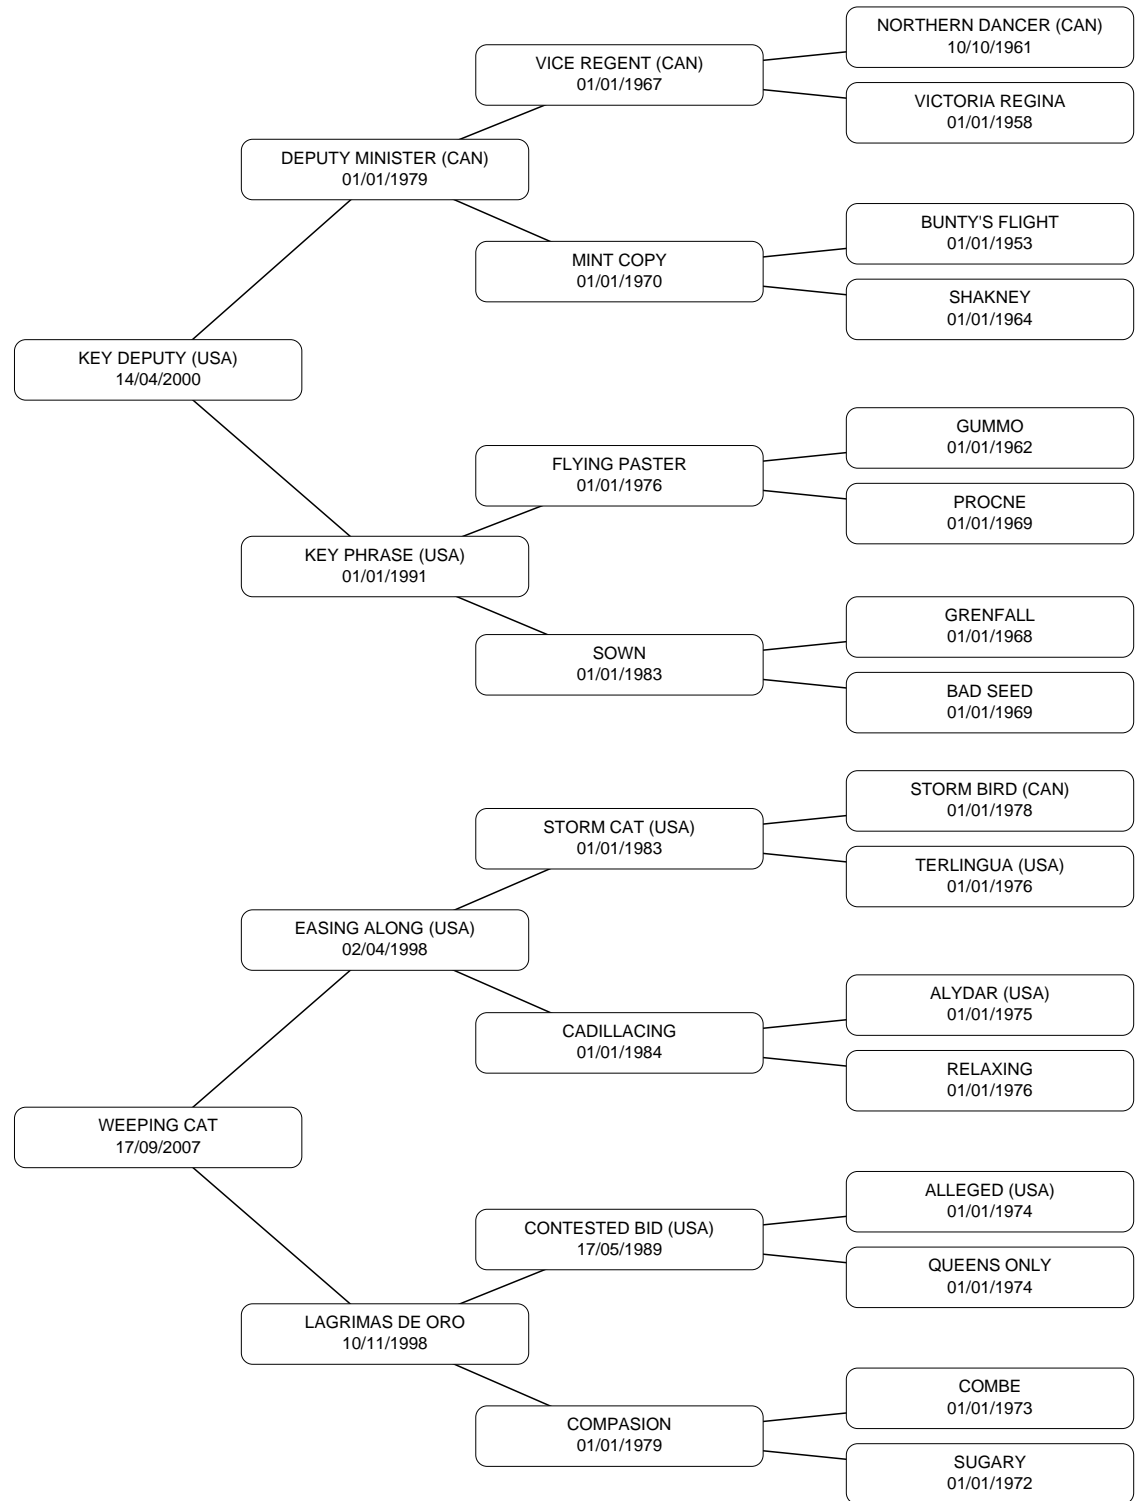 NORTHERN DANCER (CAN)
10/10/1961
VICE REGENT (CAN)
01/01/1967
VICTORIA REGINA
01/01/1958
DEPUTY MINISTER (CAN)
01/01/1979
BUNTY'S FLIGHT
01/01/1953
MINT COPY
01/01/1970
SHAKNEY
01/01/1964
KEY DEPUTY (USA)
14/04/2000
GUMMO
01/01/1962
FLYING PASTER
01/01/1976
PROCNE
01/01/1969
KEY PHRASE (USA)
01/01/1991
GRENFALL
01/01/1968
SOWN
01/01/1983
BAD SEED
01/01/1969
STORM BIRD (CAN)
01/01/1978
STORM CAT (USA)
01/01/1983
TERLINGUA (USA)
01/01/1976
EASING ALONG (USA)
02/04/1998
ALYDAR (USA)
01/01/1975
CADILLACING
01/01/1984
RELAXING
01/01/1976
WEEPING CAT
17/09/2007
ALLEGED (USA)
01/01/1974
CONTESTED BID (USA)
17/05/1989
QUEENS ONLY
01/01/1974
LAGRIMAS DE ORO
10/11/1998
COMBE
01/01/1973
COMPASION
01/01/1979
SUGARY
01/01/1972